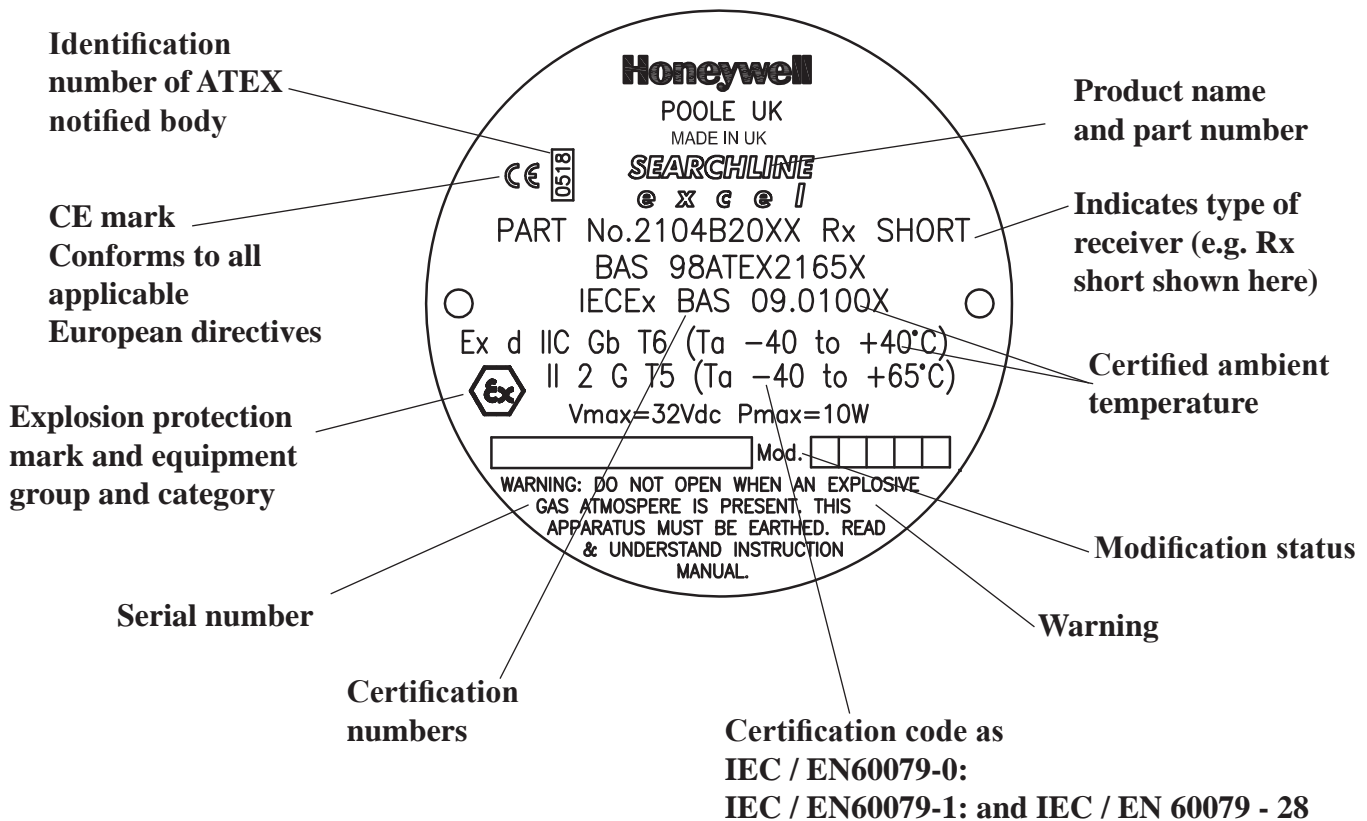 Identification
number of ATEX
notified body
CE mark
Conforms to all
applicable
European directives
Explosion protection
mark and equipment
group and category
Serial number
Certification
numbers
Honeywell
POOLE UK
MADE IN UK
SEARCHLINE
excel
CE 0518
PART No.2104B20XX Rx SHORT
BAS 98ATEX2165X
IECEx BAS 09.0100X
Ex d IIC Gb T6 (Ta -40 to +40°C)
Ex II 2 G T5 (Ta -40 to +65°C)
Vmax=32Vdc Pmax=10W
Mod.
WARNING: DO NOT OPEN WHEN AN EXPLOSIVE
GAS ATMOSPERE IS PRESENT. THIS
APPARATUS MUST BE EARTHED. READ
& UNDERSTAND INSTRUCTION
MANUAL.
Product name
and part number
Indicates type of
receiver (e.g. Rx
short shown here)
Certified ambient
temperature
Modification status
Warning
Certification code as
IEC / EN60079-0:
IEC / EN60079-1: and IEC / EN 60079 - 28